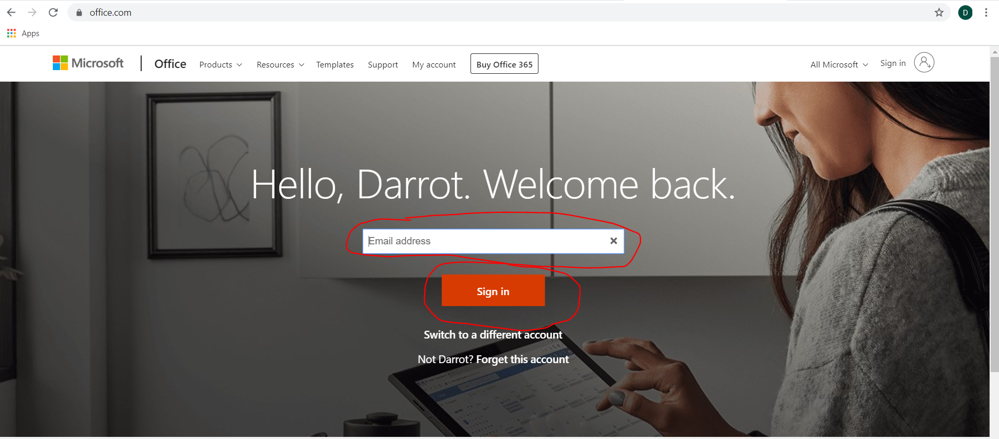 office.com
D
Apps
Microsoft | Office Products Resources Templates Support My account Buy Office 365 All Microsoft Sign in
Hello, Darrot. Welcome back.
Email address
Sign in
Switch to a different account
Not Darrot? Forget this account